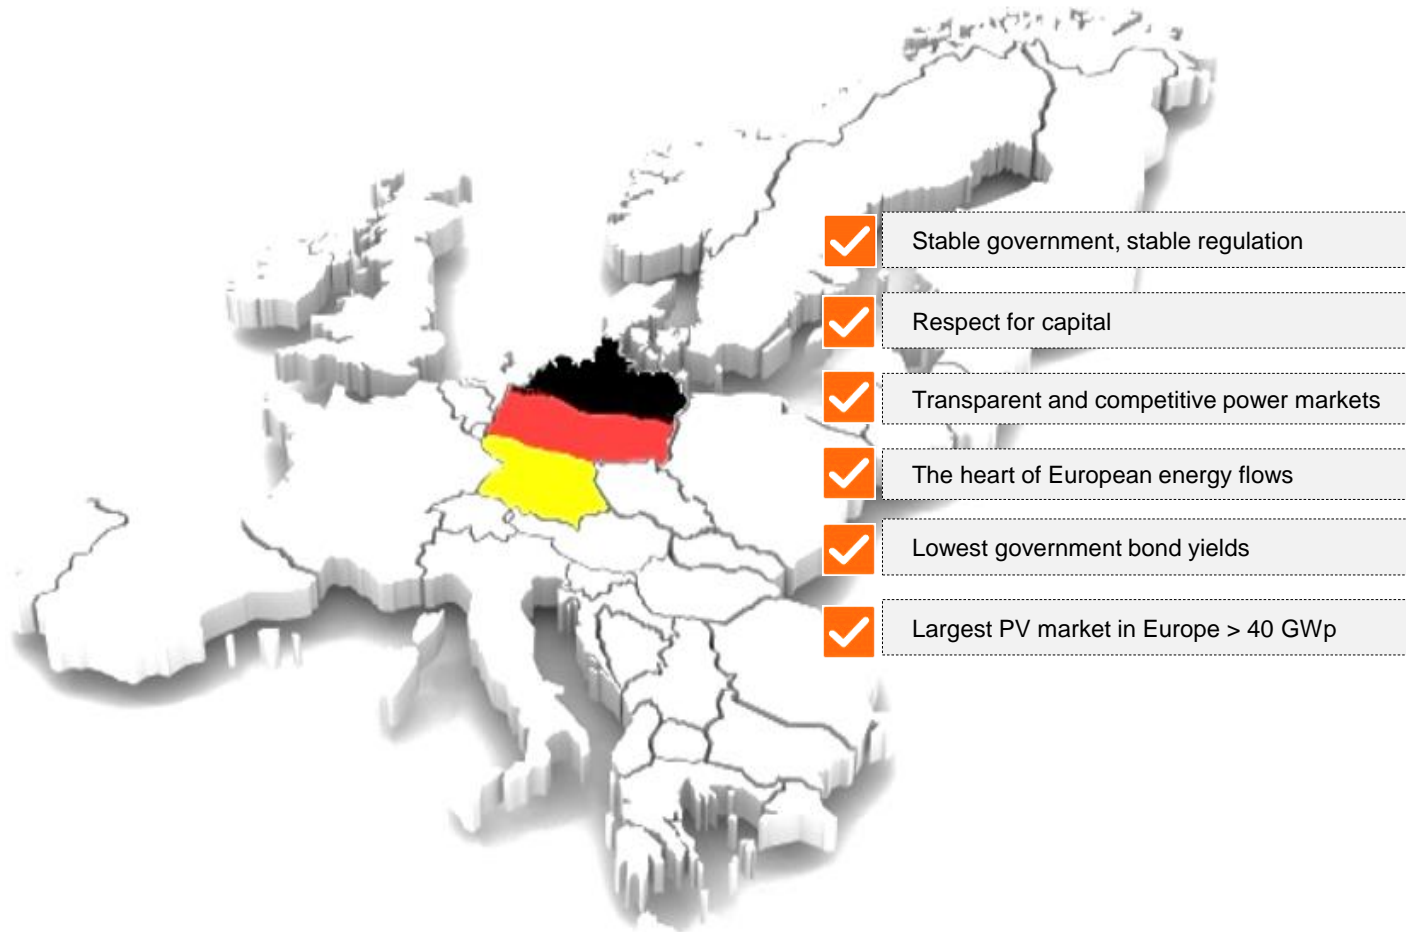 Stable government, stable regulation
Respect for capital
Transparent and competitive power markets
The heart of European energy flows
Lowest government bond yields
Largest PV market in Europe > 40 GWp